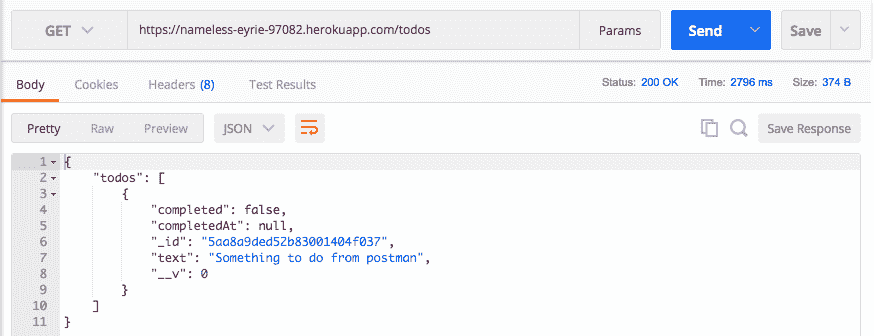 GET https://nameless-eyrie-97082.herokuapp.com/todos Params Send Save
Body Cookies Headers (8) Test Results Status: 200 OK Time: 2796 ms Size: 374 B
Pretty Raw Preview JSON Save Response
1 {
2 "todos": [
3 {
4 "completed": false,
5 "completedAt": null,
6 "_id": "5aa8a9ded52b83001404f037",
7 "text": "Something to do from postman",
8 "__v": 0
9 }
10 ]
11 }